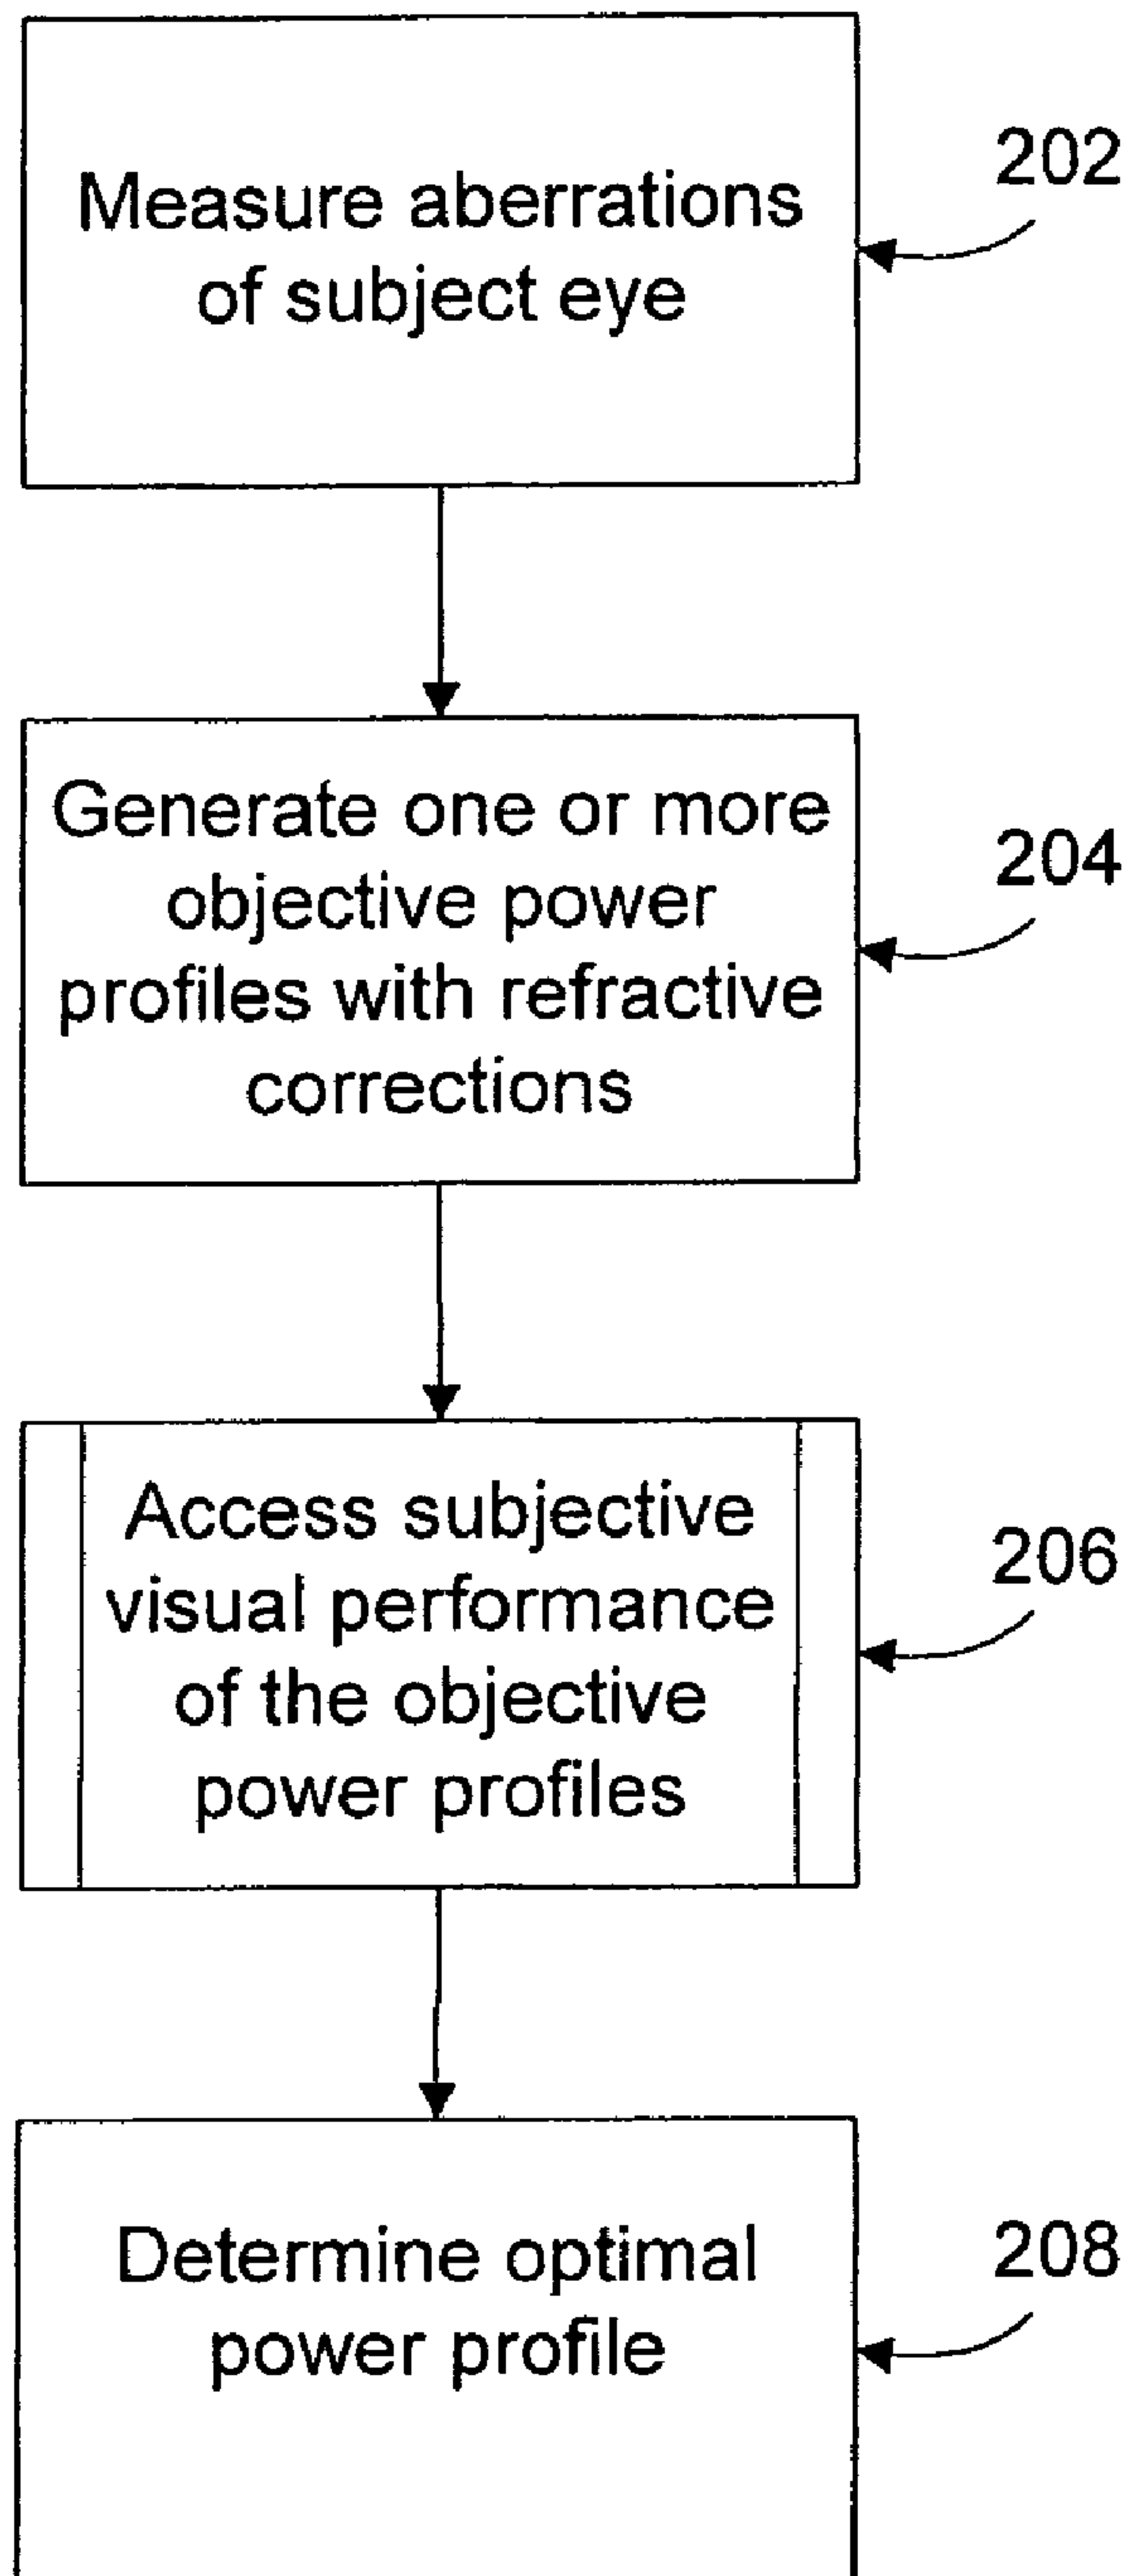 Measure aberrations
of subject eye
202
Generate one or more
objective power
profiles with refractive
corrections
204
Access subjective
visual performance
of the objective
power profiles
206
Determine optimal
power profile
208